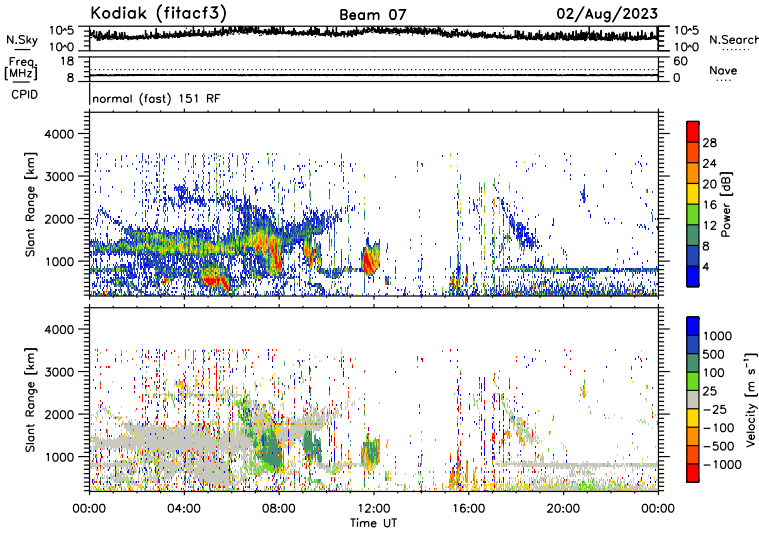 Kodiak (fitacf3) Beam 07 02/Aug/2023
N.Sky 10^5 10^0 10^5 10^0 N.Search
Freq. [MHz] 18 8 60 0 Nave
CPID normal (fast) 151 RF
Slant Range [km] 4000 3000 2000 1000
Power [dB] 28 24 20 16 12 8 4
Slant Range [km] 4000 3000 2000 1000
Velocity [m s^-1] 1000 500 100 25 -25 -100 -500 -1000
00:00 04:00 08:00 12:00 16:00 20:00 00:00
Time UT